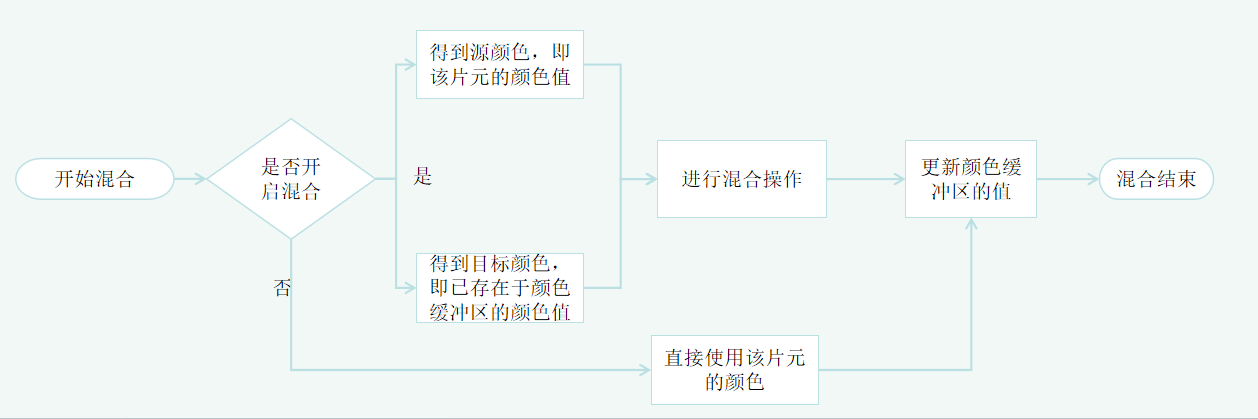 开始混合
是否开
启混合
是
否
得到源颜色，即
该片元的颜色值
得到目标颜色，
即已存在于颜色
缓冲区的颜色值
进行混合操作
直接使用该片元
的颜色
更新颜色缓
冲区的值
混合结束